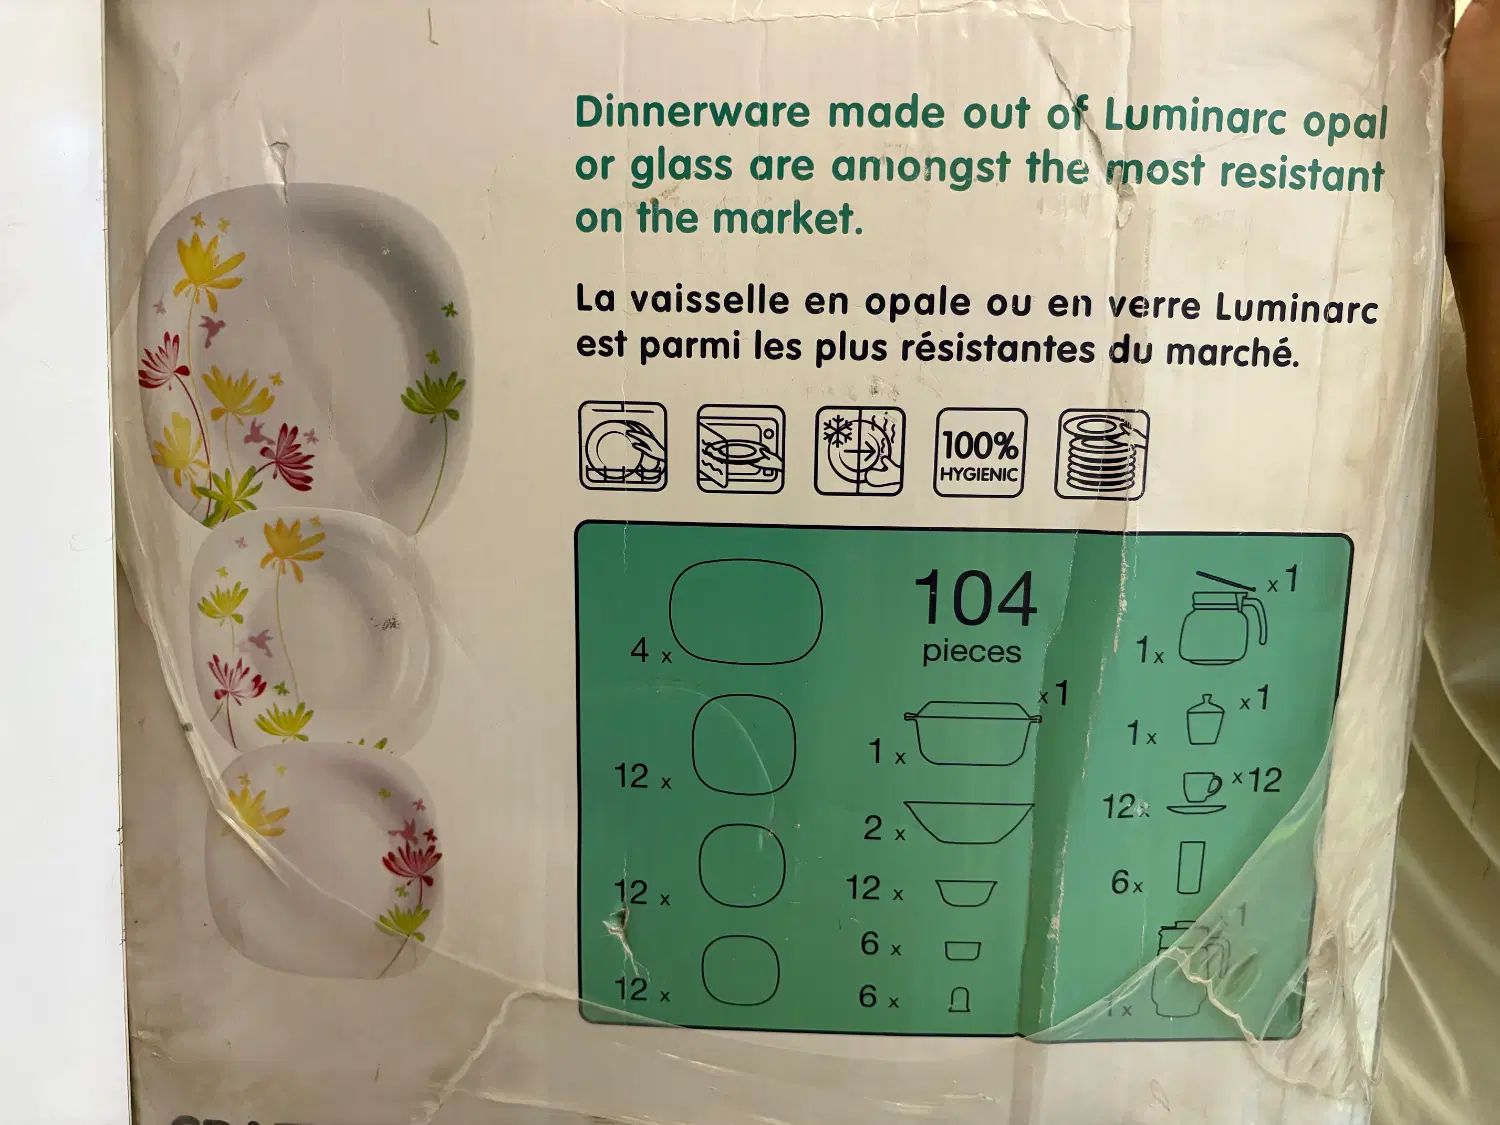 Dinnerware made out of Luminarc opal
or glass are amongst the most resistant
on the market.
La vaisselle en opale ou en verre Luminarc
est parmi les plus résistantes du marché.
100%
HYGIENIC
104
pieces
4 x
12 x
12 x
12 x
x 1
1 x
2 x
12 x
6 x
6 x
x 1
1 x
x 1
1 x
x 12
12 x
6 x
1
1 x